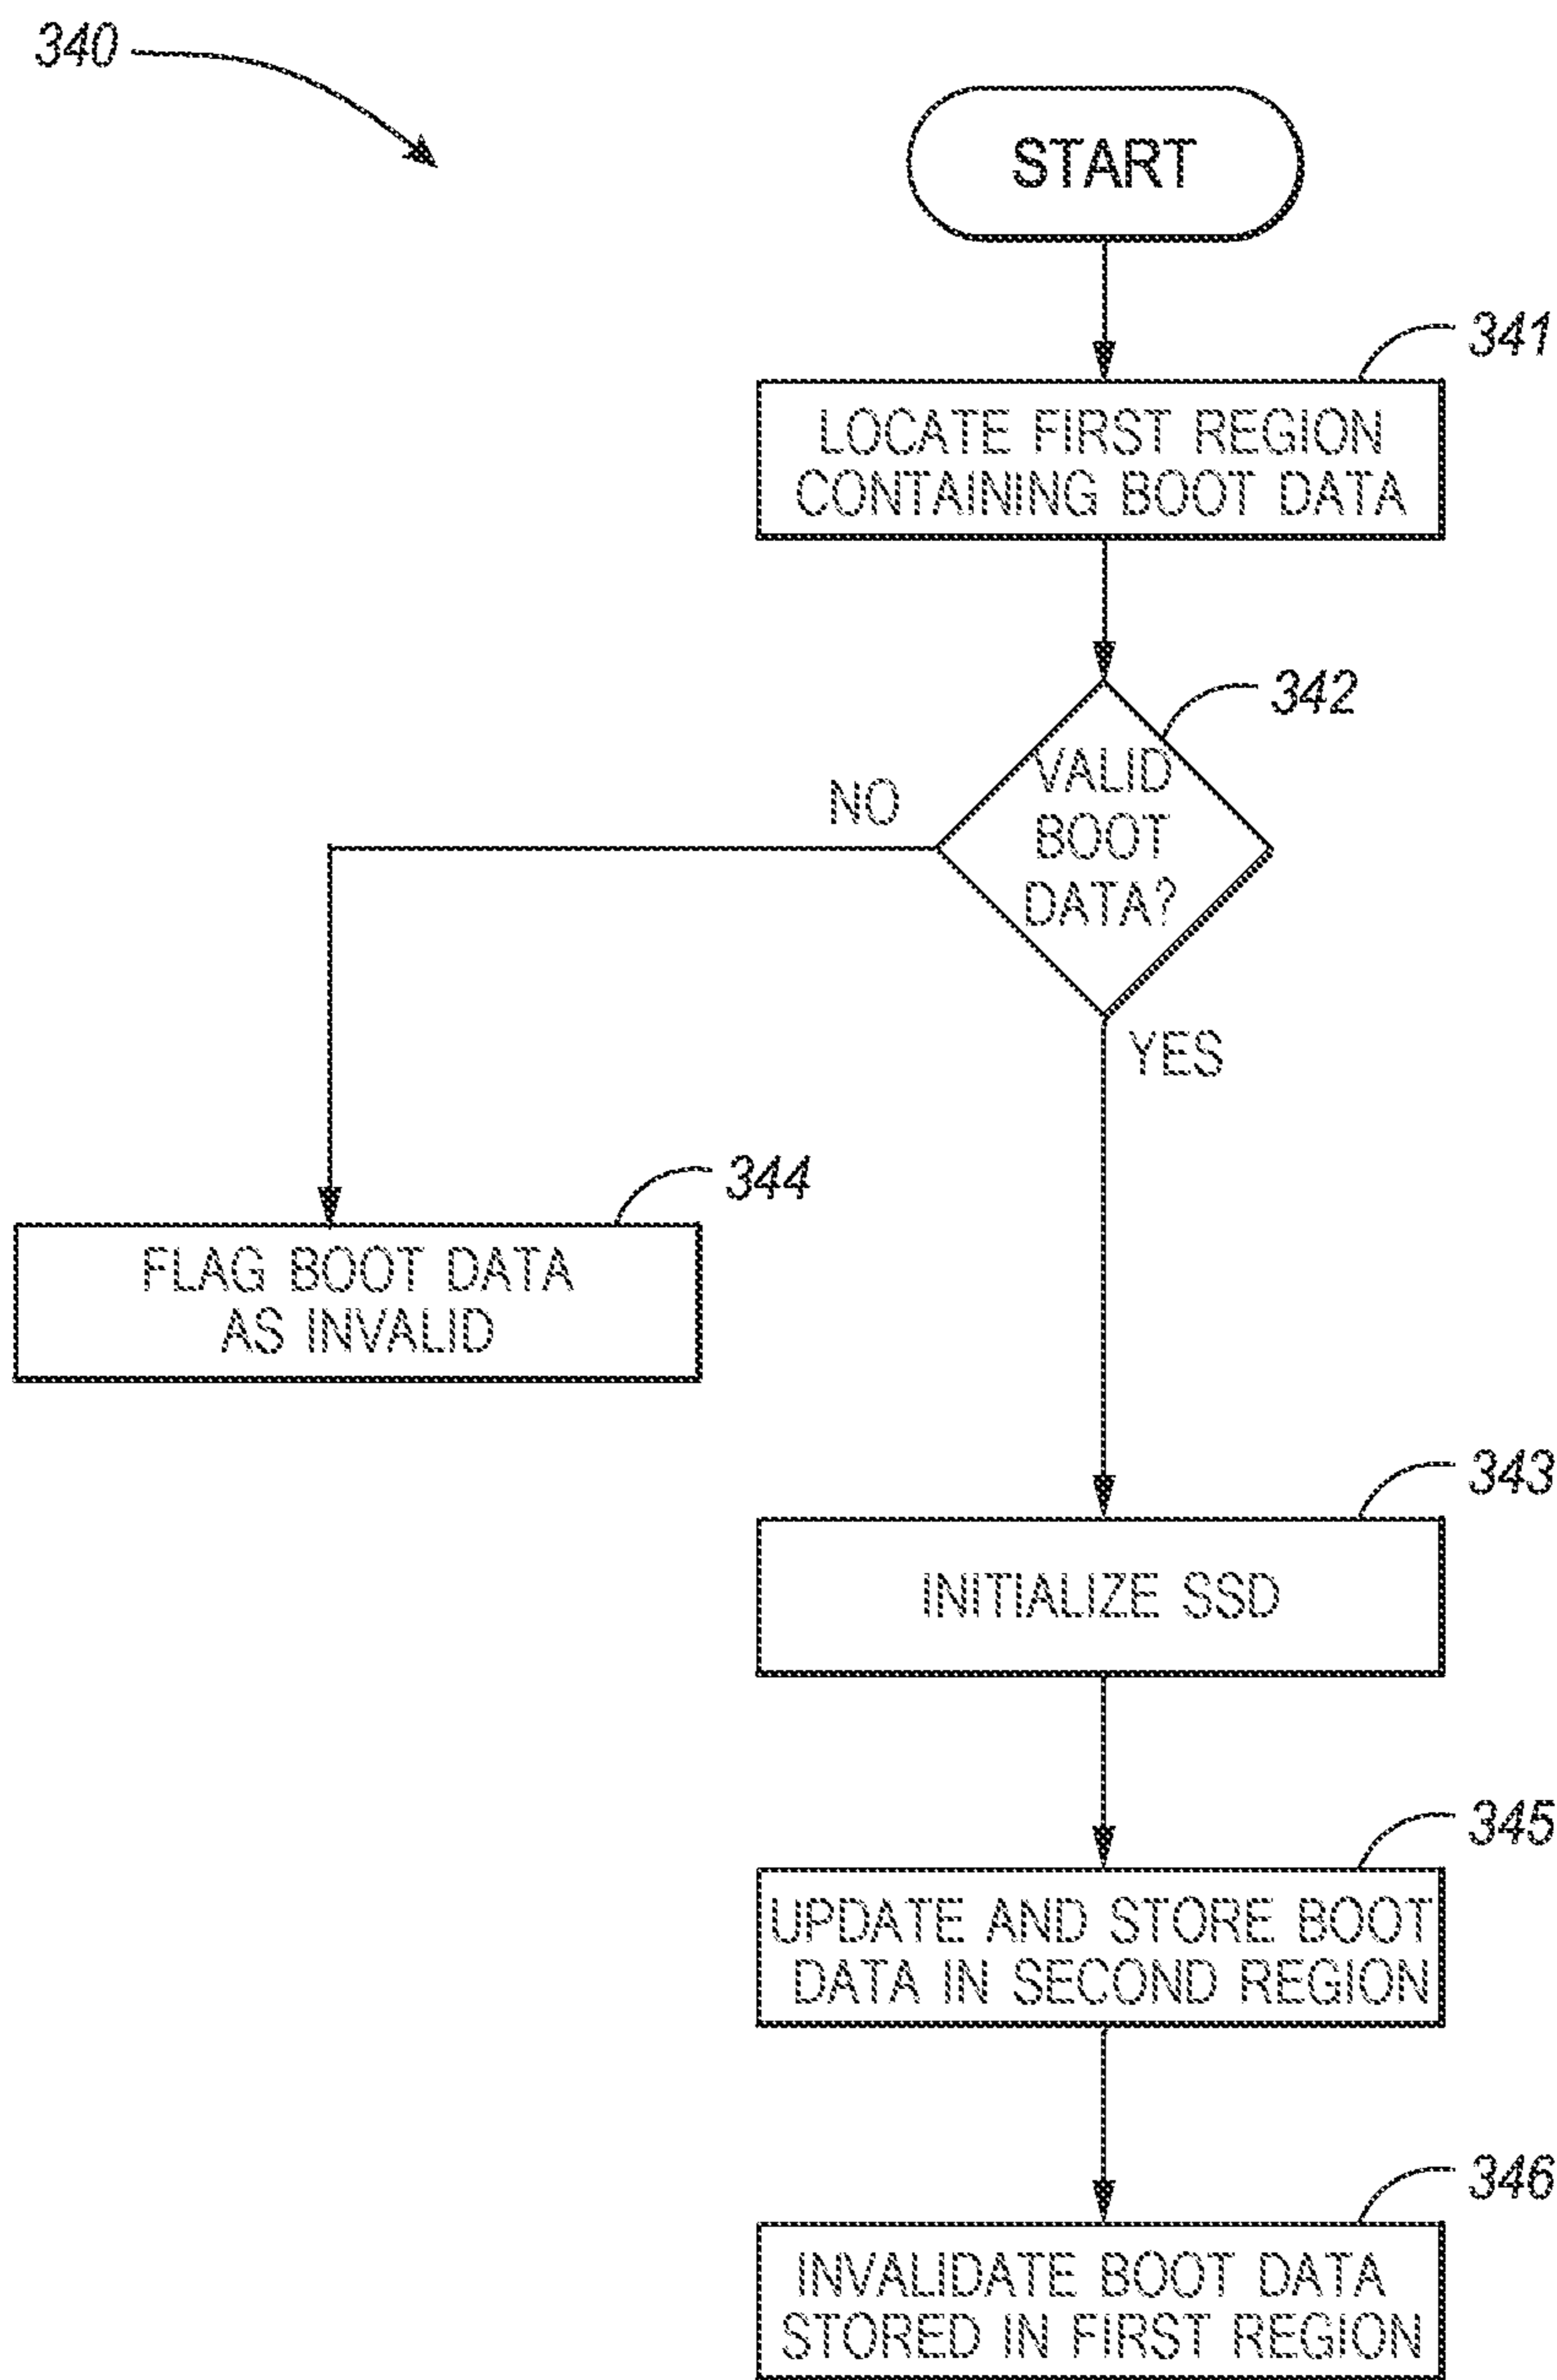 340
START
341
LOCATE FIRST REGION
CONTAINING BOOT DATA
342
VALID
BOOT
DATA?
NO
YES
344
FLAG BOOT DATA
AS INVALID
343
INITIALIZE SSD
345
UPDATE AND STORE BOOT
DATA IN SECOND REGION
346
INVALIDATE BOOT DATA
STORED IN FIRST REGION